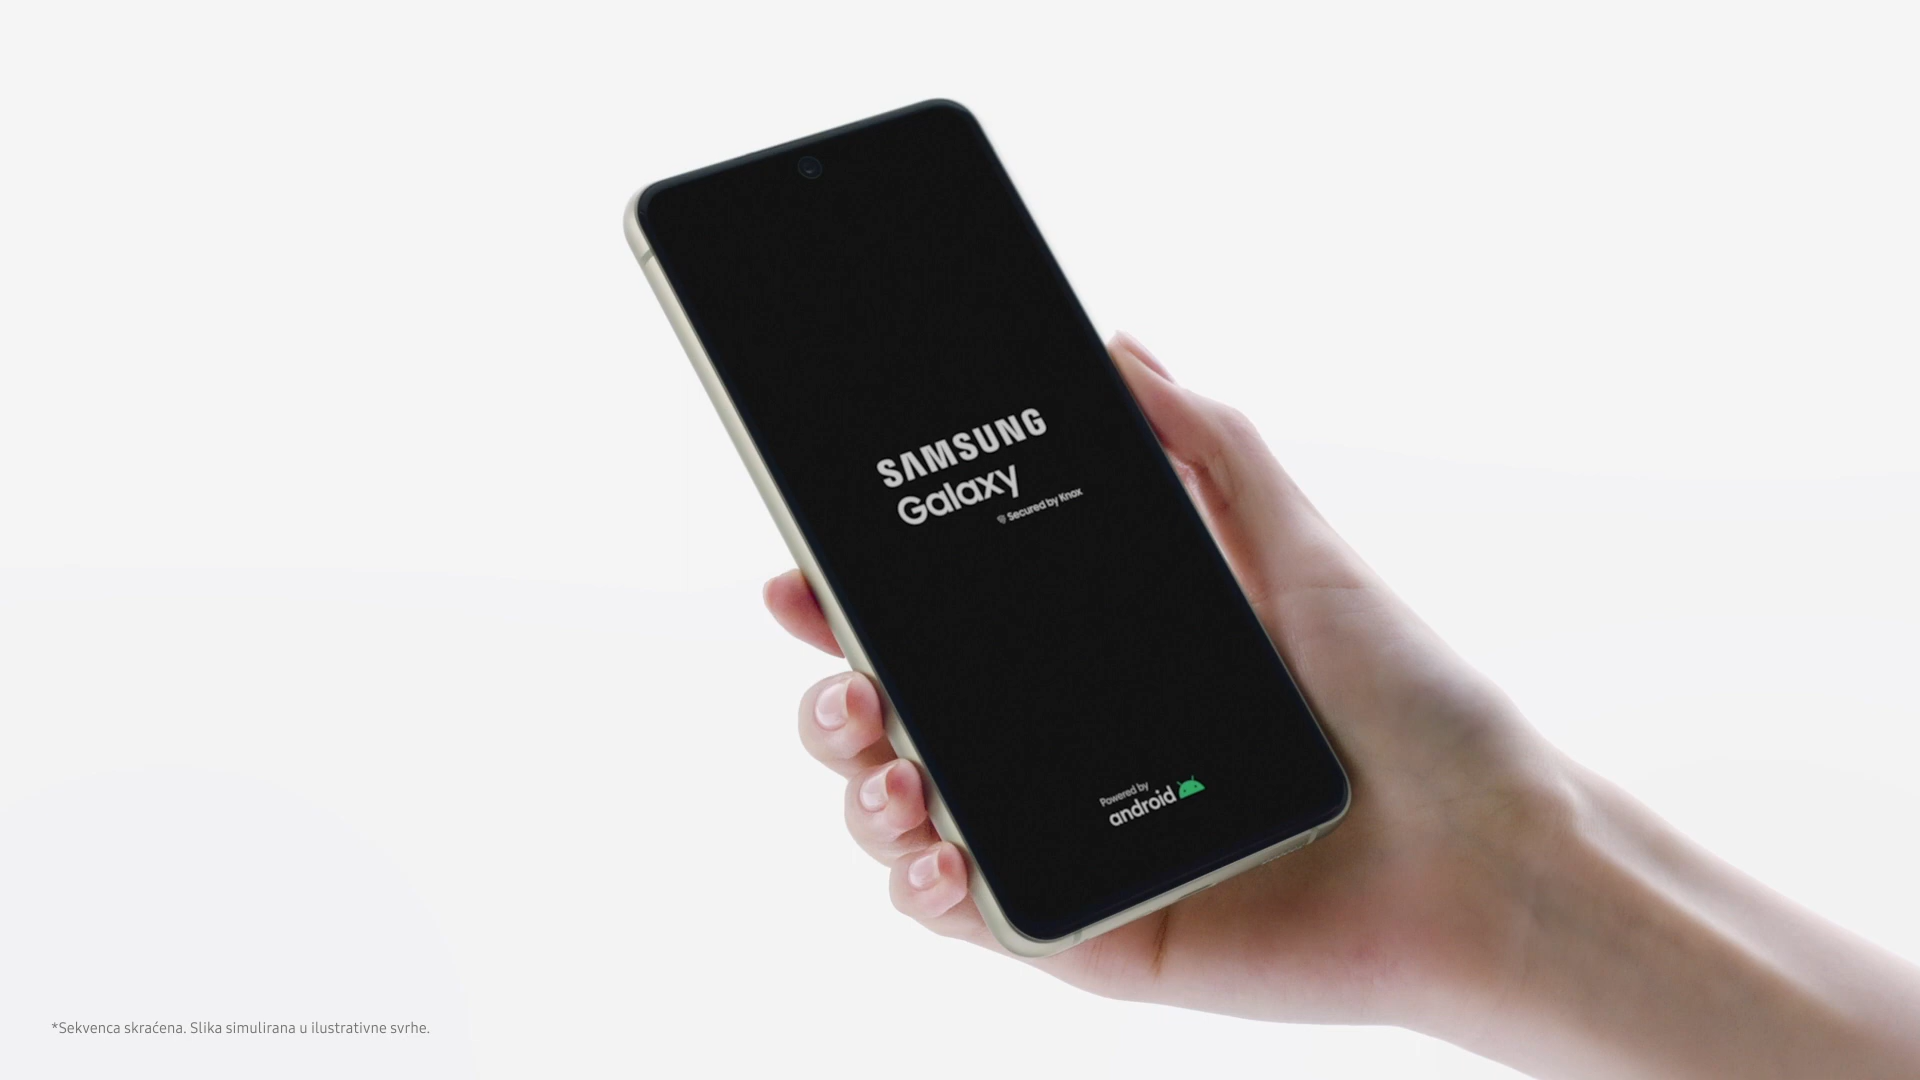 SAMSUNG
Galaxy
Secured by Knox
Powered by
android
*Sekvenca skraćena. Slika simulirana u ilustrativne svrhe.